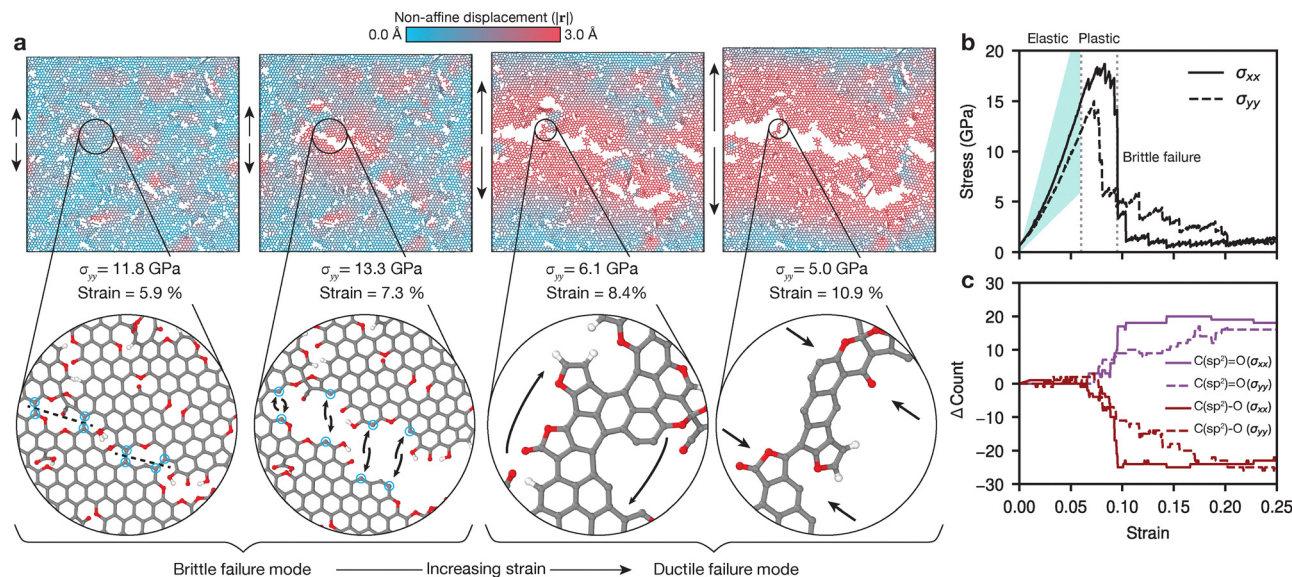 Non-affine displacement (|r|)
0.0 Å
3.0 Å
a
σyy = 11.8 GPa
Strain = 5.9 %
σyy = 13.3 GPa
Strain = 7.3 %
σyy = 6.1 GPa
Strain = 8.4%
σyy = 5.0 GPa
Strain = 10.9 %
Brittle failure mode
Increasing strain
Ductile failure mode
b
Elastic
Plastic
20
15
10
5
0
Stress (GPa)
σxx
σyy
Brittle failure
c
30
20
10
0
−10
−20
−30
Δ Count
C(sp²)=O (σxx)
C(sp²)=O (σyy)
C(sp²)-O (σxx)
C(sp²)-O (σyy)
0.00
0.05
0.10
0.15
0.20
0.25
Strain